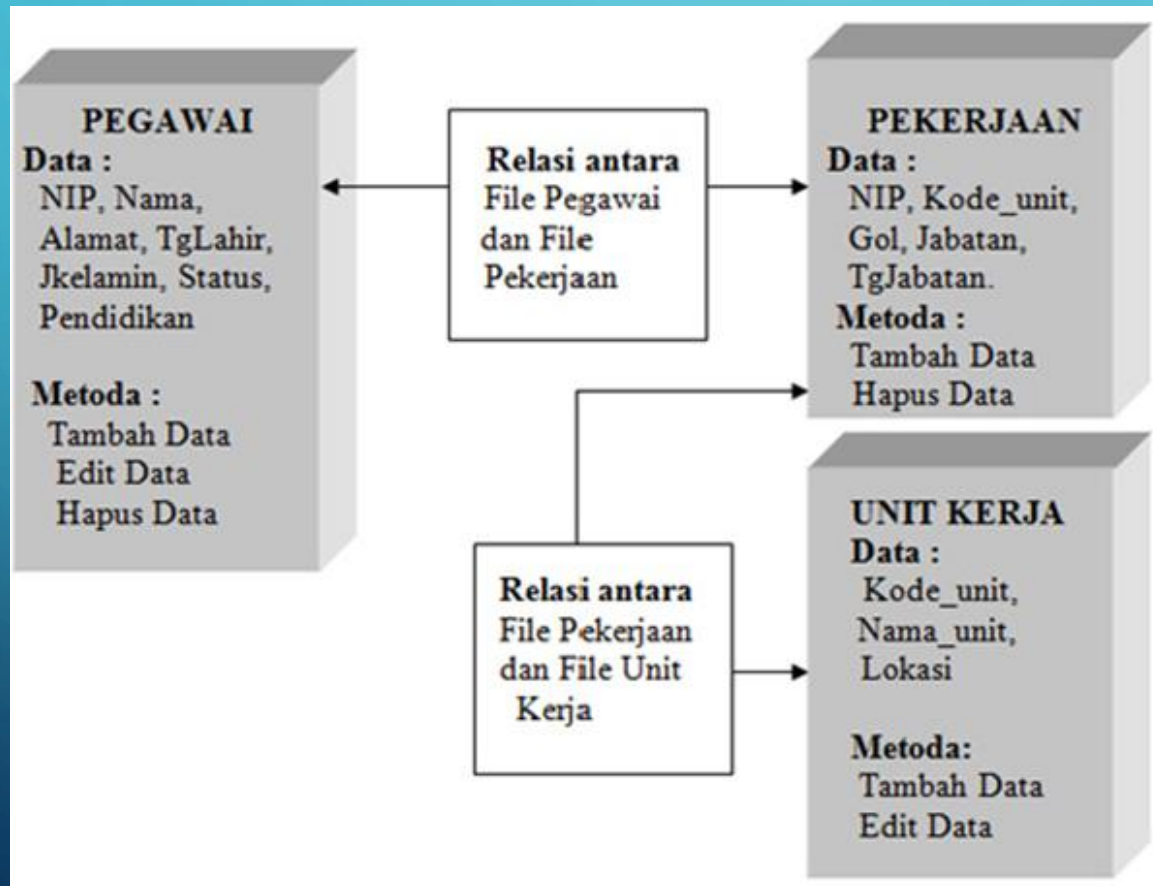 PEGAWAI
Data :
NIP, Nama,
Alamat, TgLahir,
Jkelamin, Status,
Pendidikan
Metoda :
Tambah Data
Edit Data
Hapus Data
Relasi antara
File Pegawai
dan File
Pekerjaan
PEKERJAAN
Data :
NIP, Kode_unit,
Gol, Jabatan,
TgJabatan.
Metoda :
Tambah Data
Hapus Data
Relasi antara
File Pekerjaan
dan File Unit
Kerja
UNIT KERJA
Data :
Kode_unit,
Nama_unit,
Lokasi
Metoda:
Tambah Data
Edit Data